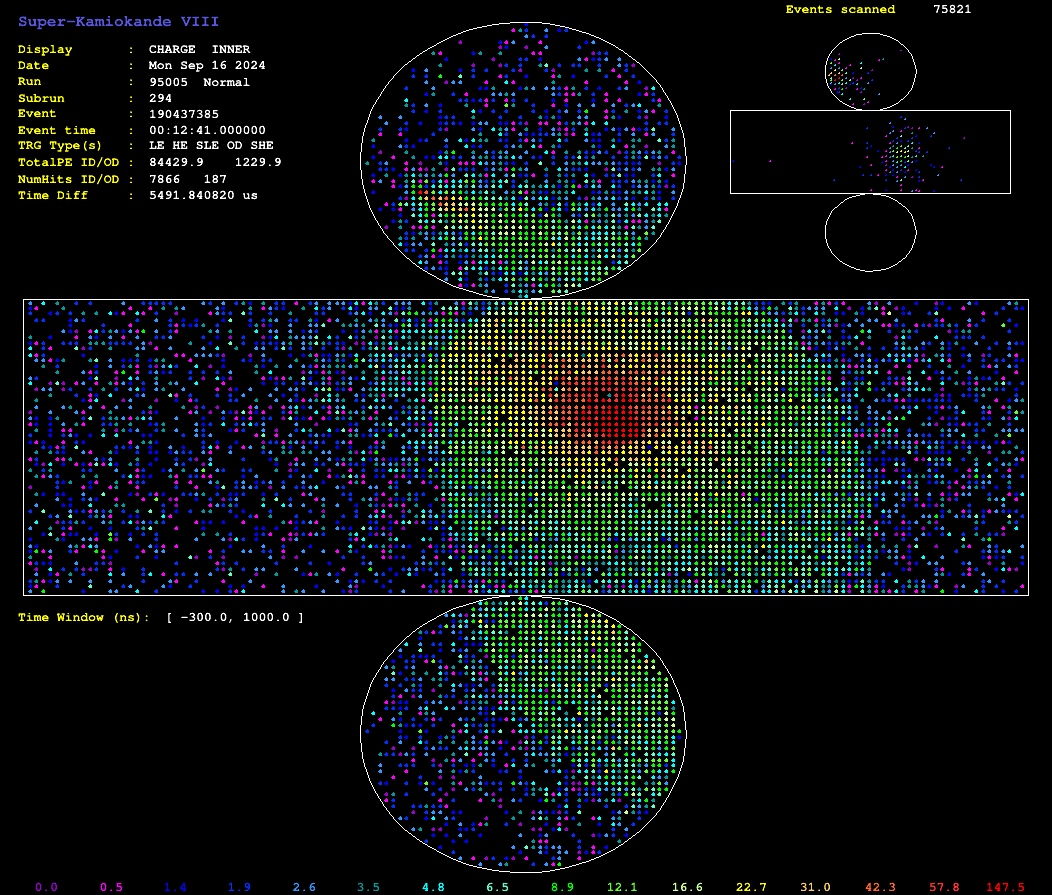 Super-Kamiokande VIII
Events scanned 75821
Display : CHARGE INNER
Date : Mon Sep 16 2024
Run : 95005 Normal
Subrun : 294
Event : 190437385
Event time : 00:12:41.000000
TRG Type(s) : LE HE SLE OD SHE
TotalPE ID/OD : 84429.9 1229.9
NumHits ID/OD : 7866 187
Time Diff : 5491.840820 us
Time Window (ns): [ -300.0, 1000.0 ]
0.0 0.5 1.4 1.9 2.6 3.5 4.8 6.5 8.9 12.1 16.6 22.7 31.0 42.3 57.8 147.5